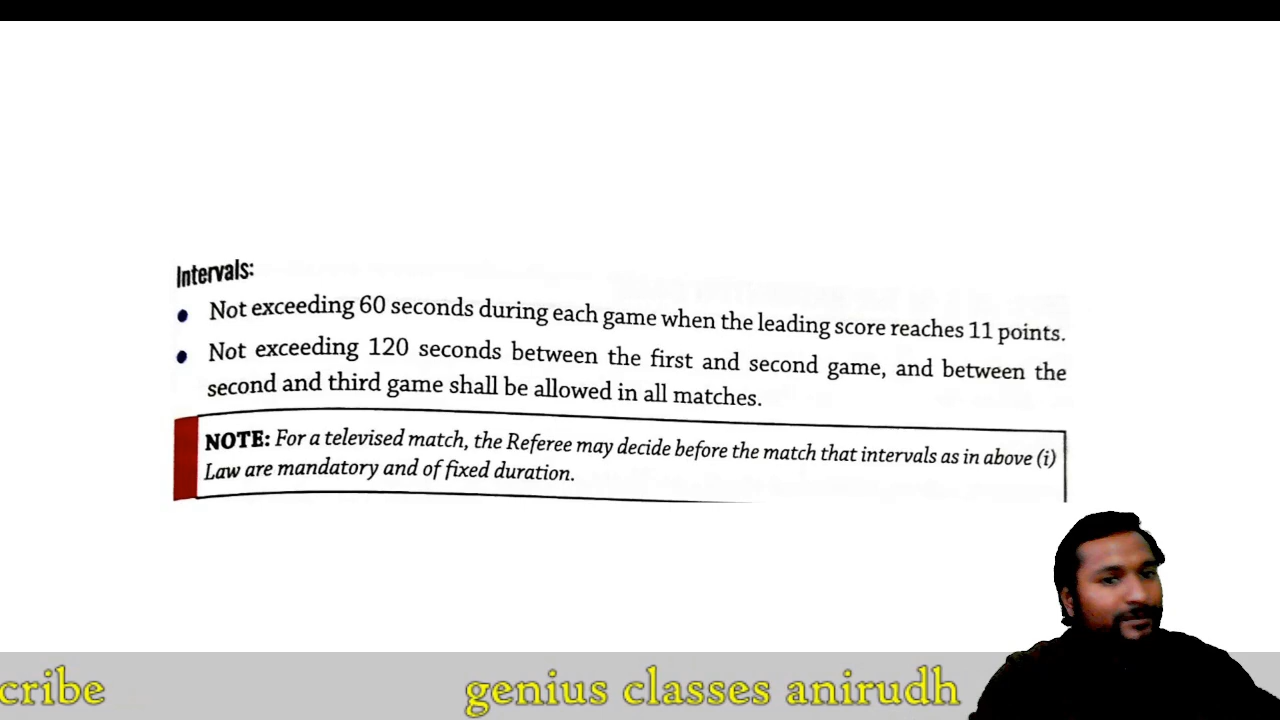 Intervals:
Not exceeding 60 seconds during each game when the leading score reaches 11 points.
Not exceeding 120 seconds between the first and second game, and between the
second and third game shall be allowed in all matches.
NOTE: For a televised match, the Referee may decide before the match that intervals as in above (i)
Law are mandatory and of fixed duration.
cribe
genius classes anirudh